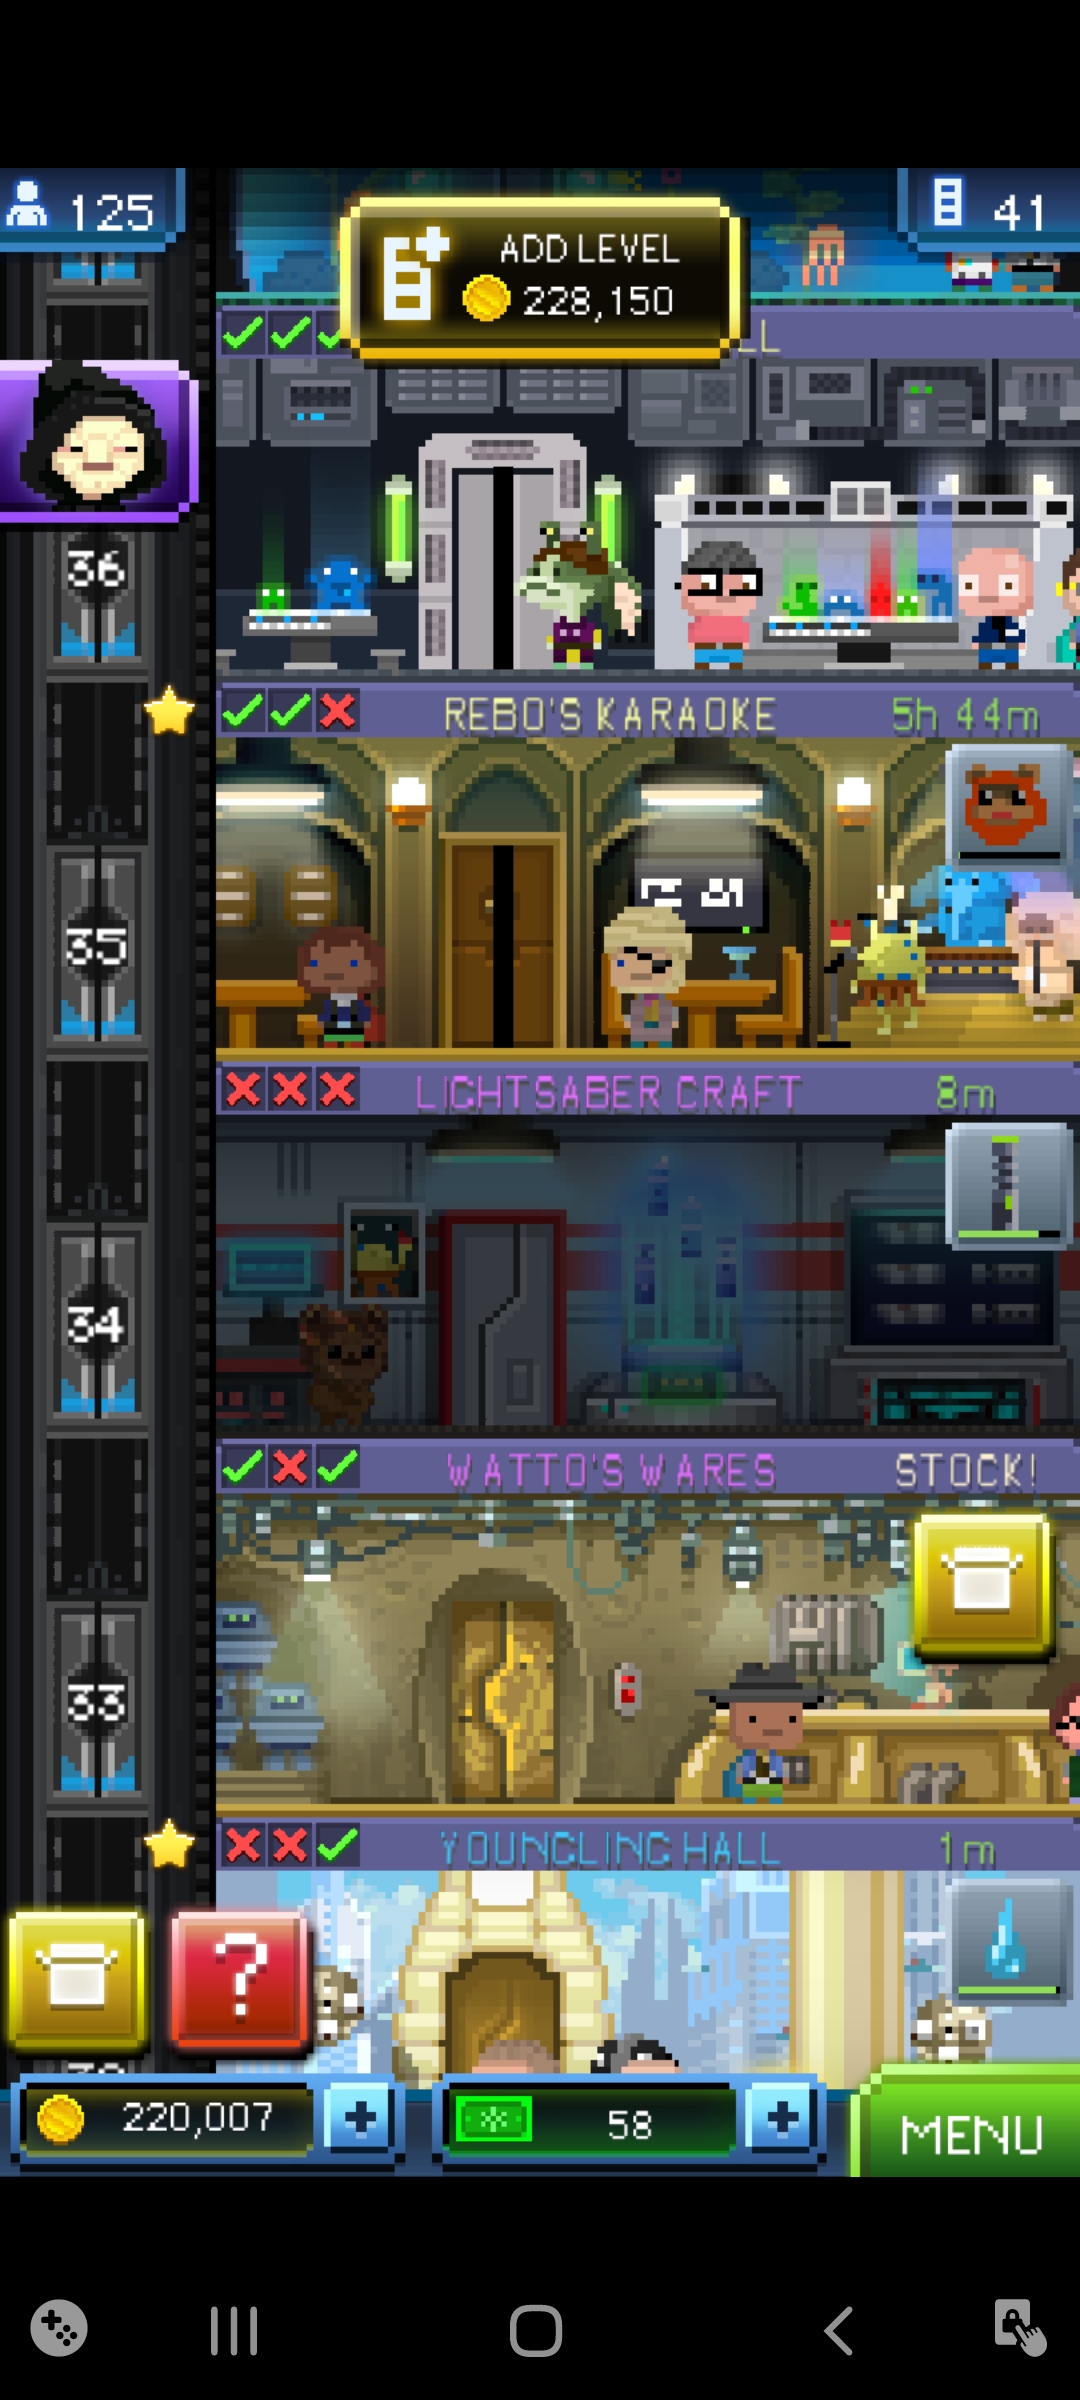 125
ADD LEVEL
228,150
41
36
REBO'S KARAOKE
5h 44m
35
LIGHTSABER CRAFT
8m
34
WATTO'S WARES
STOCK!
33
YOUNGLING HALL
1m
?
220,007
58
MENU